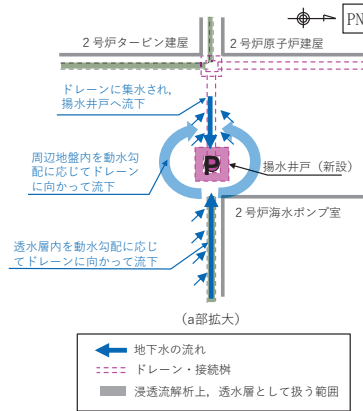 PN
2号炉タービン建屋
2号炉原子炉建屋
ドレーンに集水され,
揚水井戸へ流下
周辺地盤内を動水勾
配に応じてドレーン
に向かって流下
P
揚水井戸（新設）
2号炉海水ポンプ室
透水層内を動水勾配に応じ
てドレーンに向かって流下
(a部拡大)
地下水の流れ
ドレーン・接続桝
浸透流解析上，透水層として扱う範囲